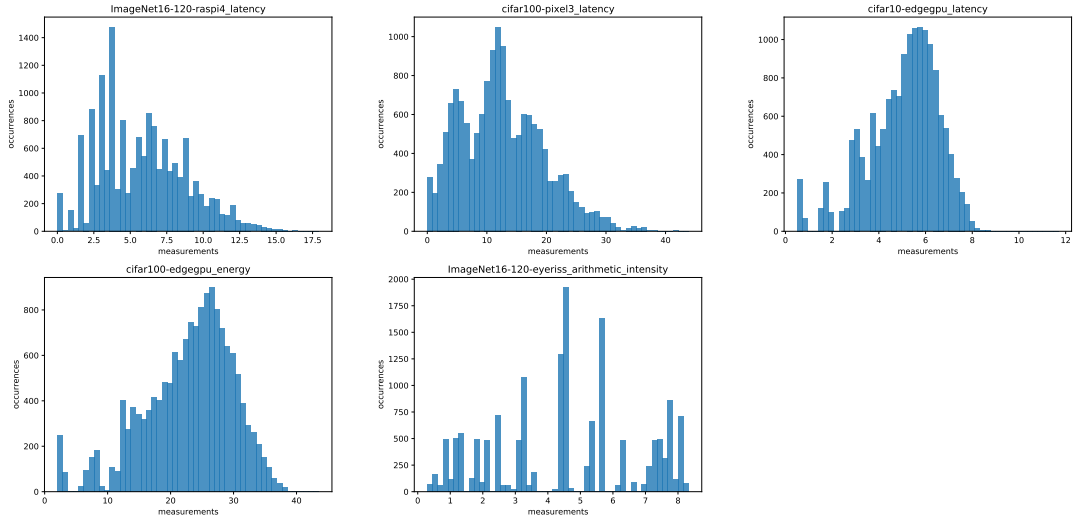 ImageNet16-120-raspi4_latency
1400
1200
1000
800
600
400
200
0
occurrences
0.0 2.5 5.0 7.5 10.0 12.5 15.0 17.5
measurements
cifar100-pixel3_latency
1000
800
600
400
200
0
occurrences
0 10 20 30 40
measurements
cifar10-edgegpu_latency
1000
800
600
400
200
0
occurrences
0 2 4 6 8 10 12
measurements
cifar100-edgegpu_energy
800
600
400
200
0
occurrences
0 10 20 30 40
measurements
ImageNet16-120-eyeriss_arithmetic_intensity
2000
1750
1500
1250
1000
750
500
250
0
occurrences
0 1 2 3 4 5 6 7 8
measurements